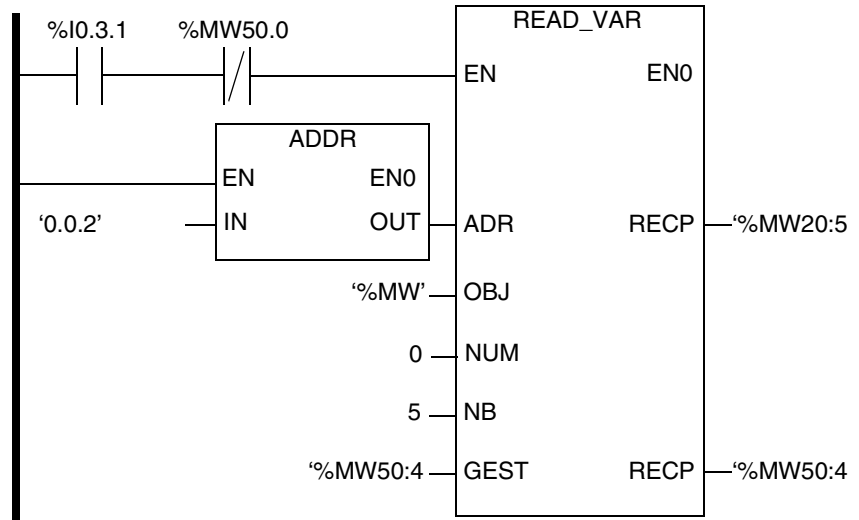 READ_VAR
%I0.3.1 %MW50.0
EN EN0
ADDR
EN EN0
‘0.0.2’ IN OUT ADR RECP ‘%MW20:5
‘%MW’ OBJ
0 NUM
5 NB
‘%MW50:4 GEST RECP ‘%MW50:4